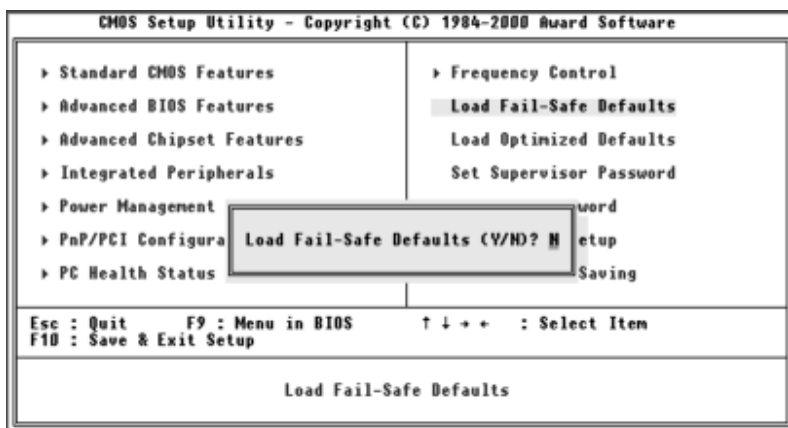 CMOS Setup Utility - Copyright (C) 1984-2000 Award Software
▸ Standard CMOS Features
▸ Advanced BIOS Features
▸ Advanced Chipset Features
▸ Integrated Peripherals
▸ Power Management
▸ PnP/PCI Configura
▸ PC Health Status
▸ Frequency Control
Load Fail-Safe Defaults
Load Optimized Defaults
Set Supervisor Password
word
etup
Saving
Load Fail-Safe Defaults (Y/N)? N
Esc : Quit F9 : Menu in BIOS ↑ ↓ → ← : Select Item
F10 : Save & Exit Setup
Load Fail-Safe Defaults